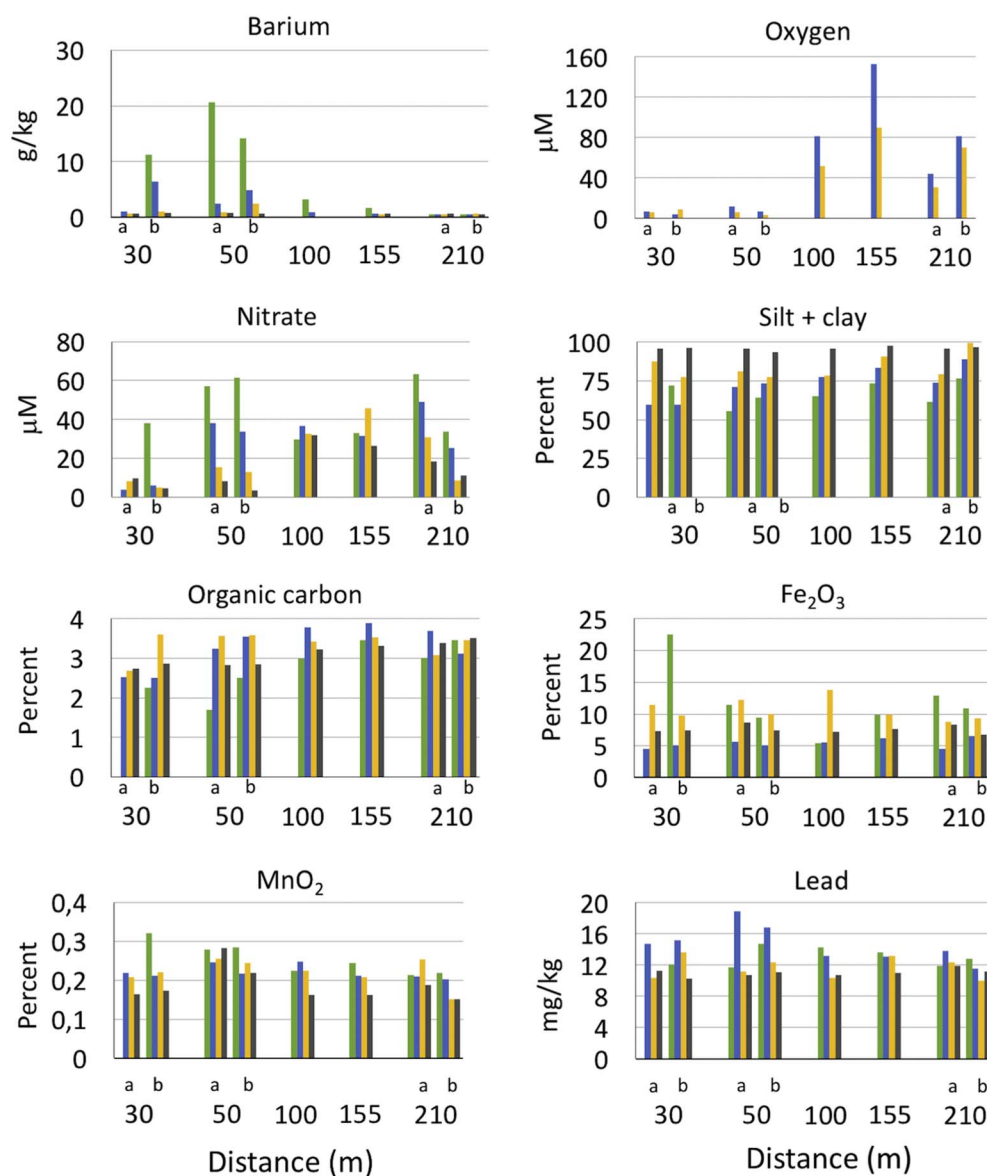 Barium
30
20
10
0
g/kg
a b a b a b
30 50 100 155 210
Oxygen
160
120
80
40
0
μM
a b a b a b
30 50 100 155 210
Nitrate
80
60
40
20
0
μM
a b a b a b
30 50 100 155 210
Silt + clay
100
75
50
25
0
Percent
a b a b a b
30 50 100 155 210
Organic carbon
4
3
2
1
0
Percent
a b a b a b
30 50 100 155 210
Fe₂O₃
25
20
15
10
5
0
Percent
a b a b a b
30 50 100 155 210
MnO₂
0,4
0,3
0,2
0,1
0
Percent
a b a b a b
30 50 100 155 210
Distance (m)
Lead
20
16
12
8
4
0
mg/kg
a b a b a b
30 50 100 155 210
Distance (m)